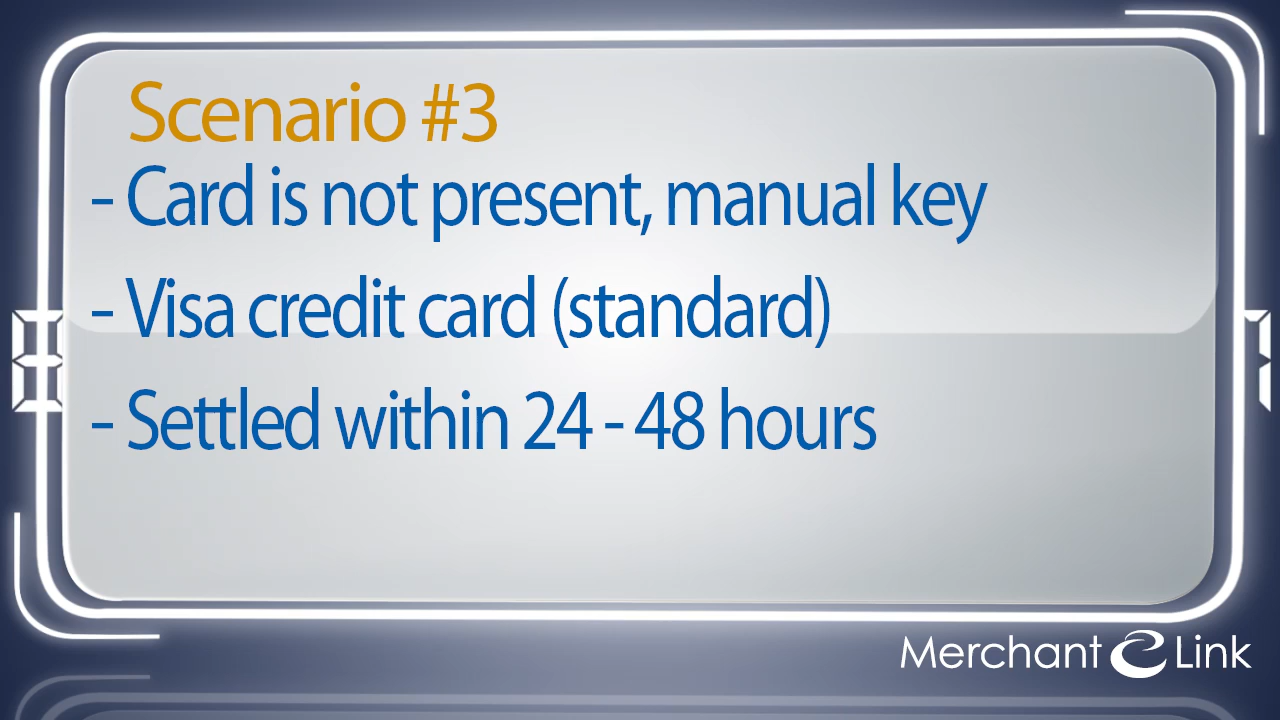 Scenario #3
- Card is not present, manual key
- Visa credit card (standard)
- Settled within 24 - 48 hours
Merchant Link